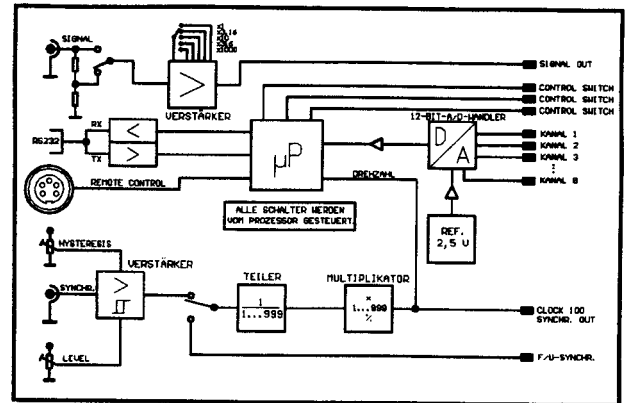 SIGNAL
X1
X10
X1000
VERSTÄRKER
SIGNAL OUT
CONTROL SWITCH
CONTROL SWITCH
CONTROL SWITCH
12-BIT-A/D-WANDLER
RS232
RX
TX
<
>
µP
D
A
KANAL 1
KANAL 2
KANAL 3
KANAL 8
REMOTE CONTROL
DREHZAHL
ALLE SCHALTER WERDEN
VOM PROZESSOR GESTEUERT.
REF.
2,5 V
HYSTERESIS
VERSTÄRKER
SYNCHR.
LEVEL
TEILER
1
1...999
MULTIPLIKATOR
×
1...999
%
CLOCK 100
SYNCHR. OUT
F/U-SYNCHR.